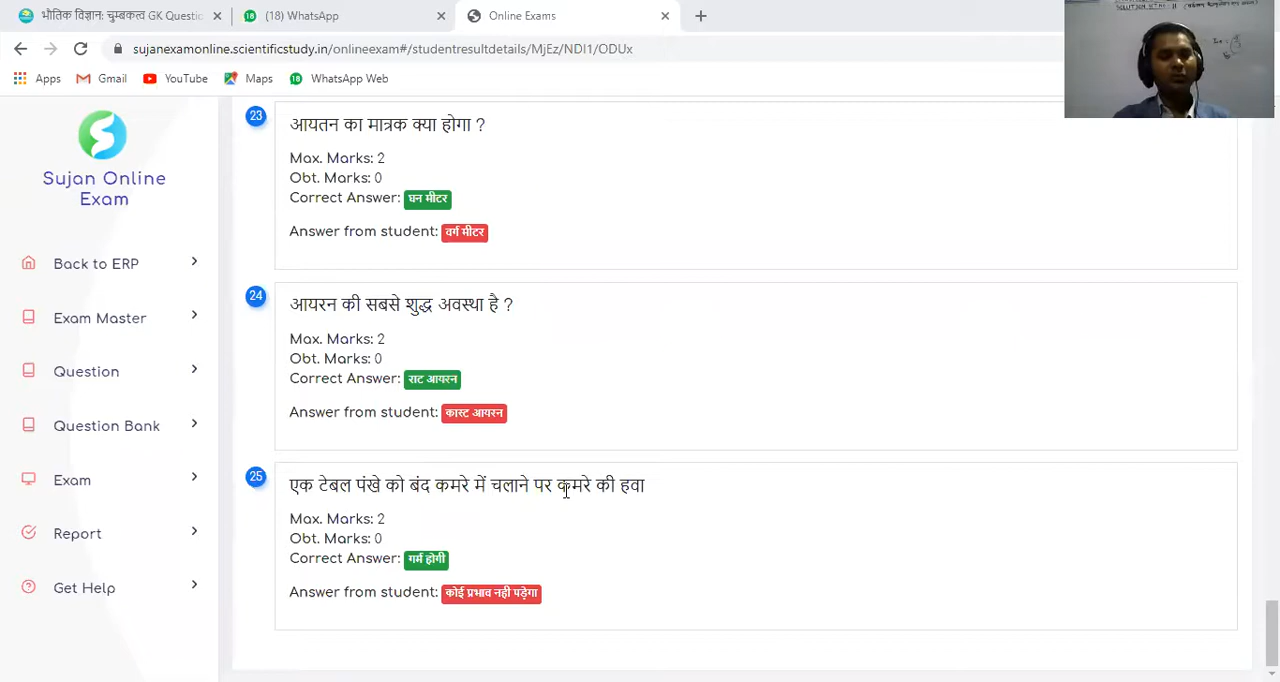 भौतिक विज्ञान: चुम्बकत्व GK Questio
(18) WhatsApp
Online Exams
sujanexamonline.scientificstudy.in/onlineexam#/studentresultdetails/MjEz/NDI1/ODUx
Apps Gmail YouTube Maps WhatsApp Web
Sujan Online
Exam
Back to ERP
Exam Master
Question
Question Bank
Exam
Report
Get Help
23 आयतन का मात्रक क्या होगा ?
Max. Marks: 2
Obt. Marks: 0
Correct Answer: घन मीटर
Answer from student: वर्ग मीटर
24 आयरन की सबसे शुद्ध अवस्था है ?
Max. Marks: 2
Obt. Marks: 0
Correct Answer: राट आयरन
Answer from student: कास्ट आयरन
25 एक टेबल पंखे को बंद कमरे में चलाने पर कमरे की हवा
Max. Marks: 2
Obt. Marks: 0
Correct Answer: गर्म होगी
Answer from student: कोई प्रभाव नही पड़ेगा